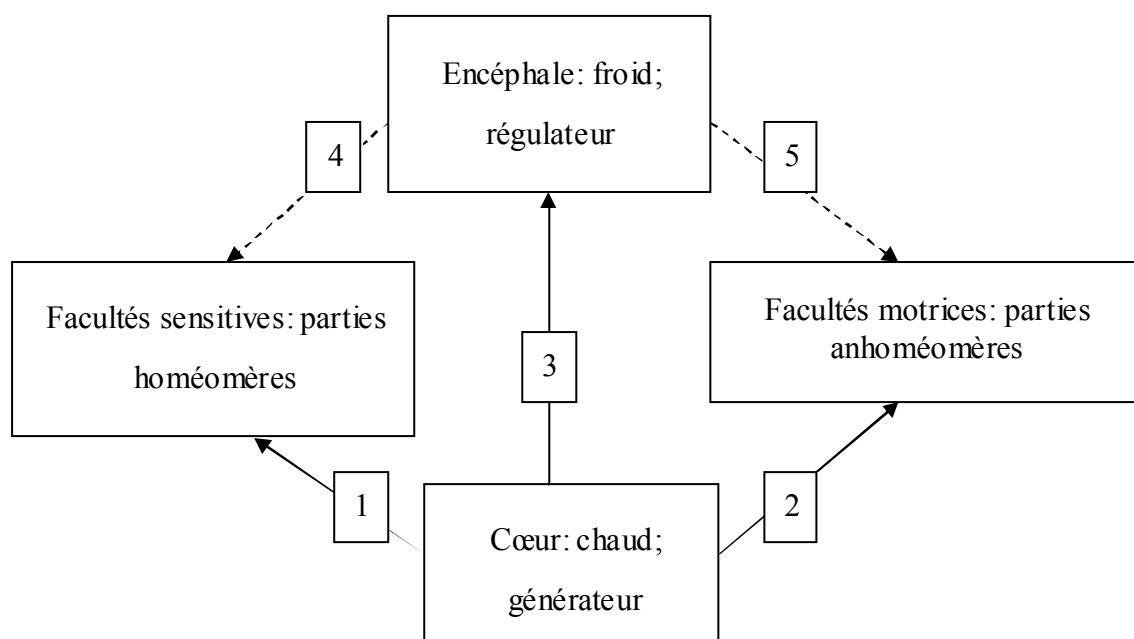 Encéphale: froid;
régulateur
4
5
Facultés sensitives: parties
homéomères
Facultés motrices: parties
anhoméomères
3
1
2
Cœur: chaud;
générateur